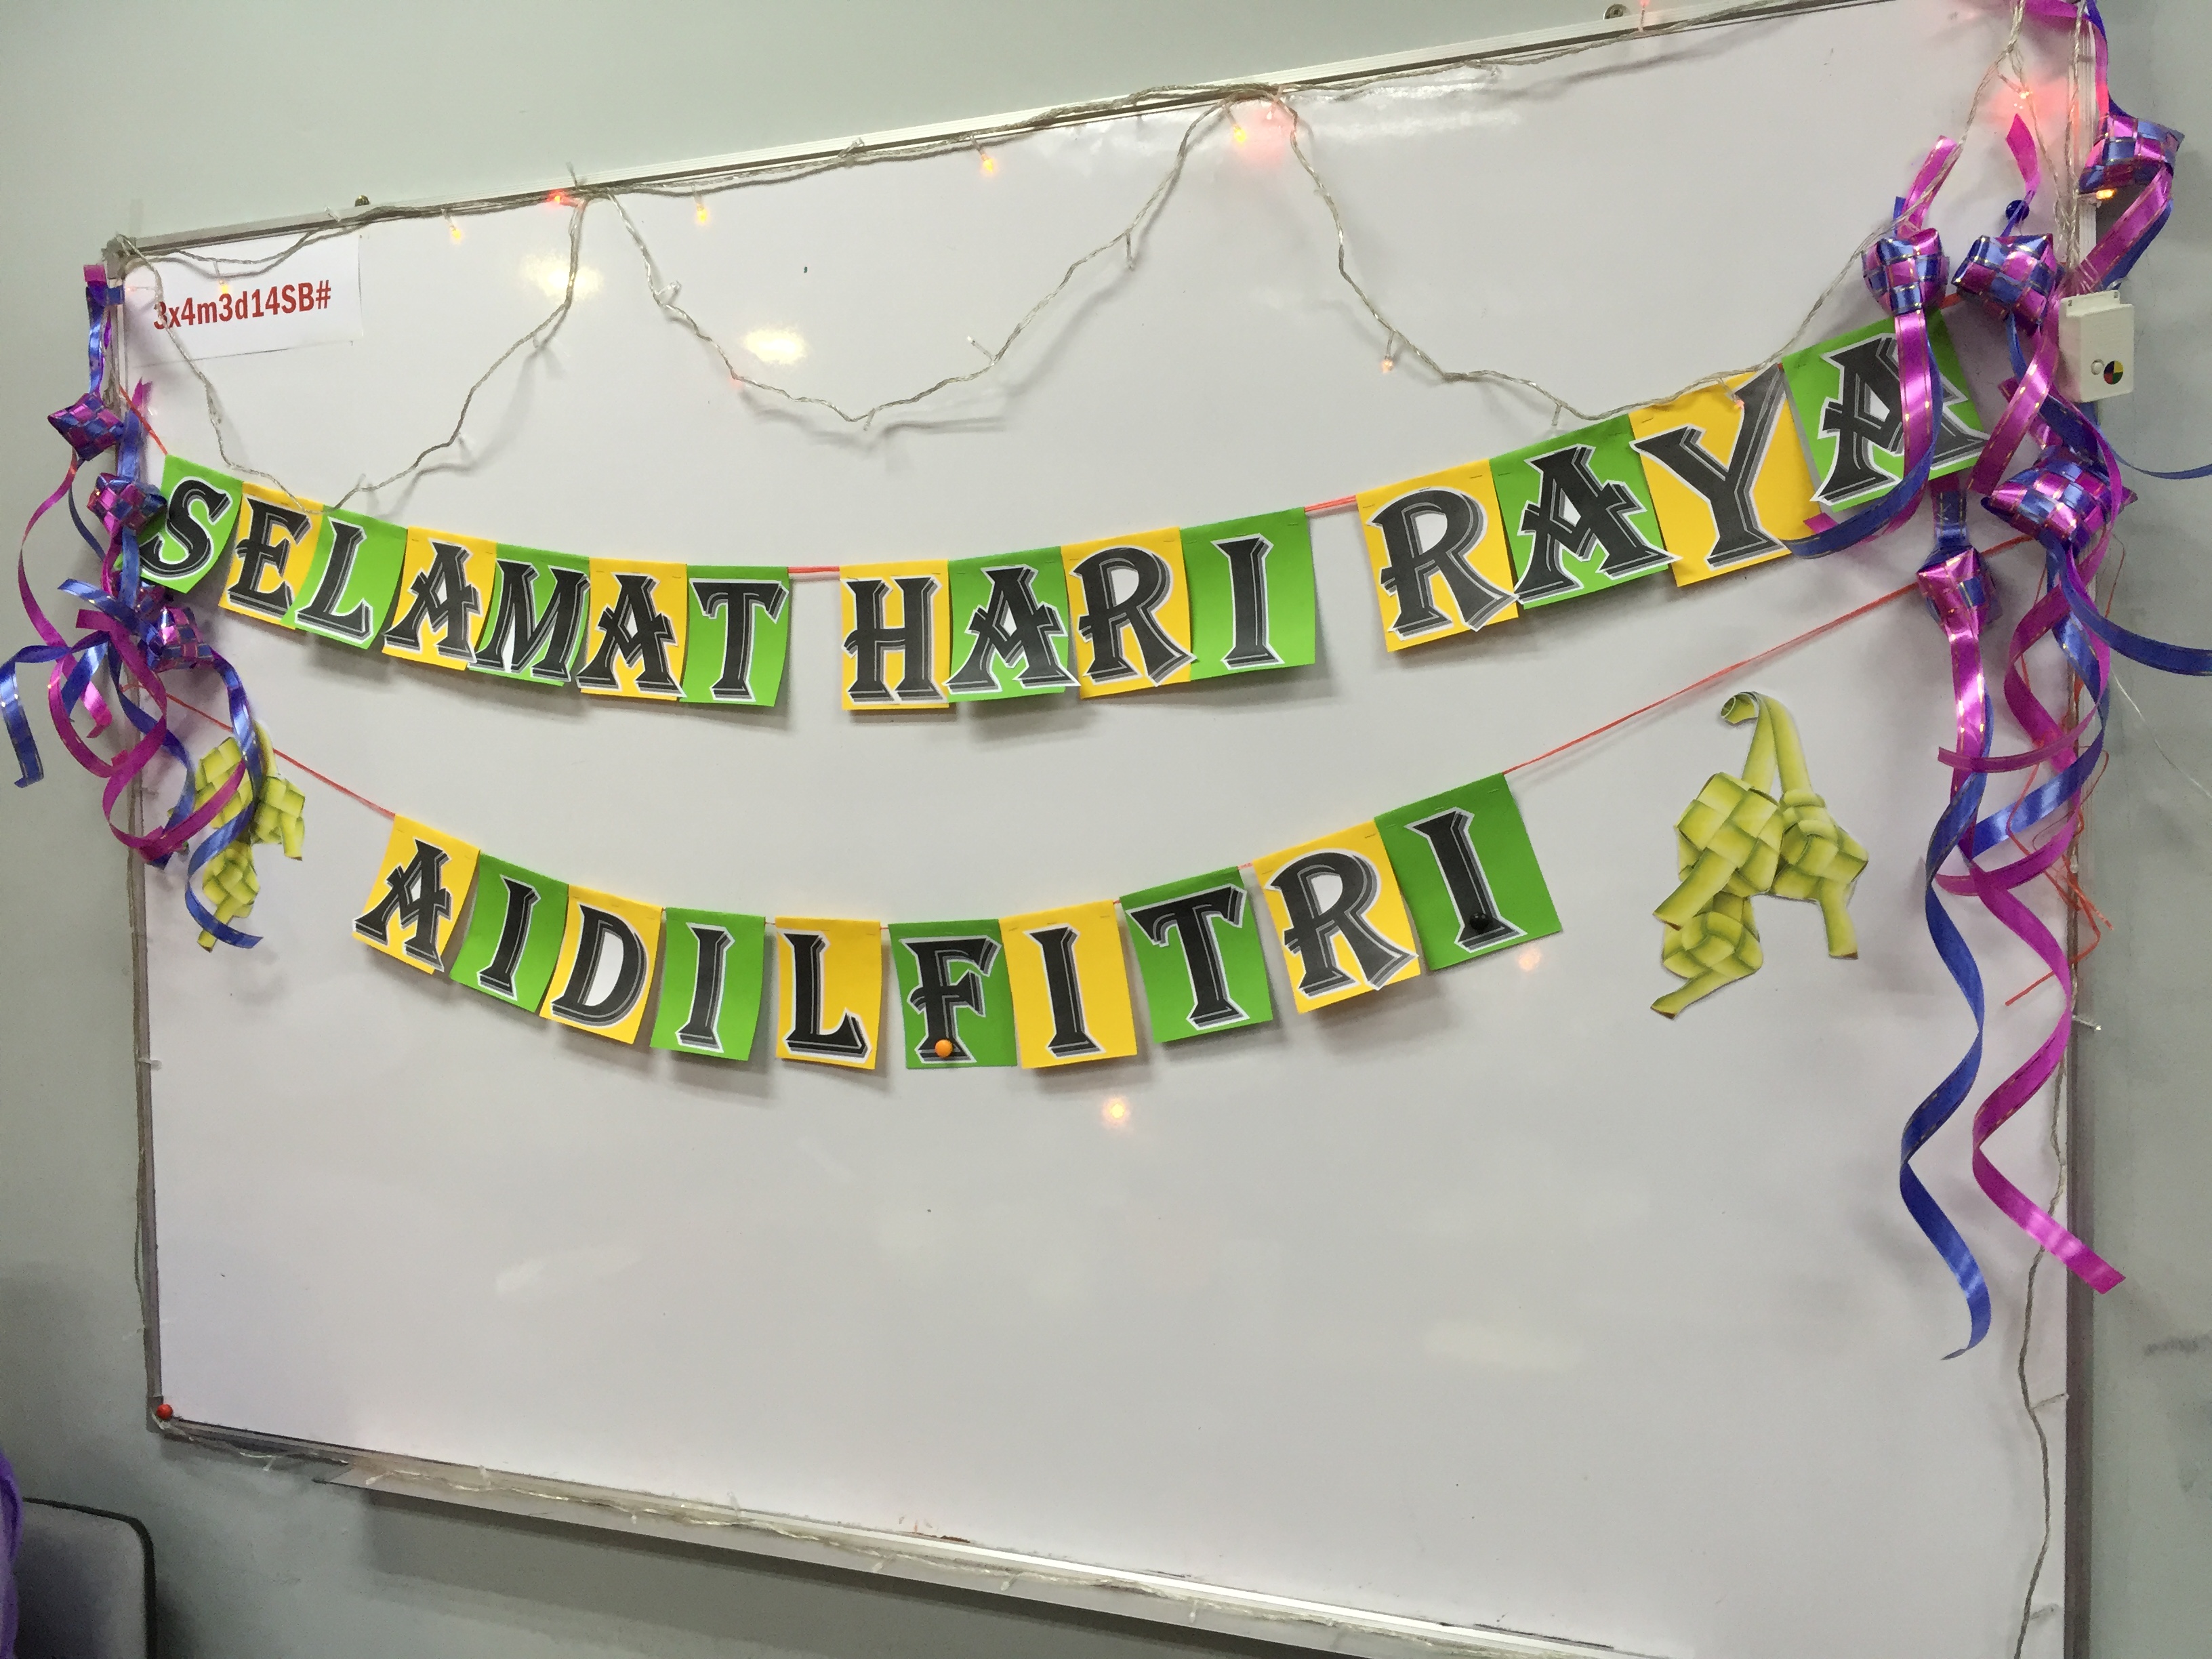 3x4m3d14SB#
SELAMAT HARI RAYA
AIDILFITRI